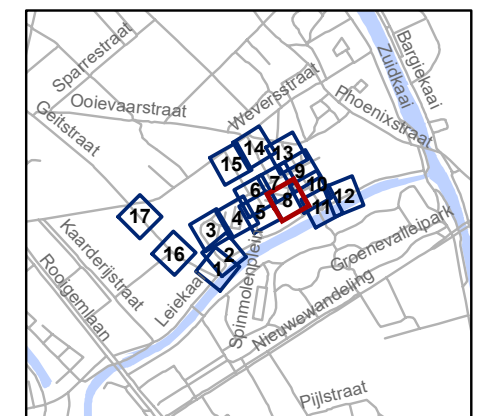 Sparrestraat
Bargiekaai
Zuidkaai
Weversstraat
Ooievaarstraat
Phoenixstraat
Geitstraat
14
13
15
9
7
10
6
8
12
17
5
11
4
3
16
2
1
Kaarderijstraat
Groenevalleipark
Rooigemlaan
Leiekaai
Spinmolenplein
Nieuwewandeling
Pijlstraat